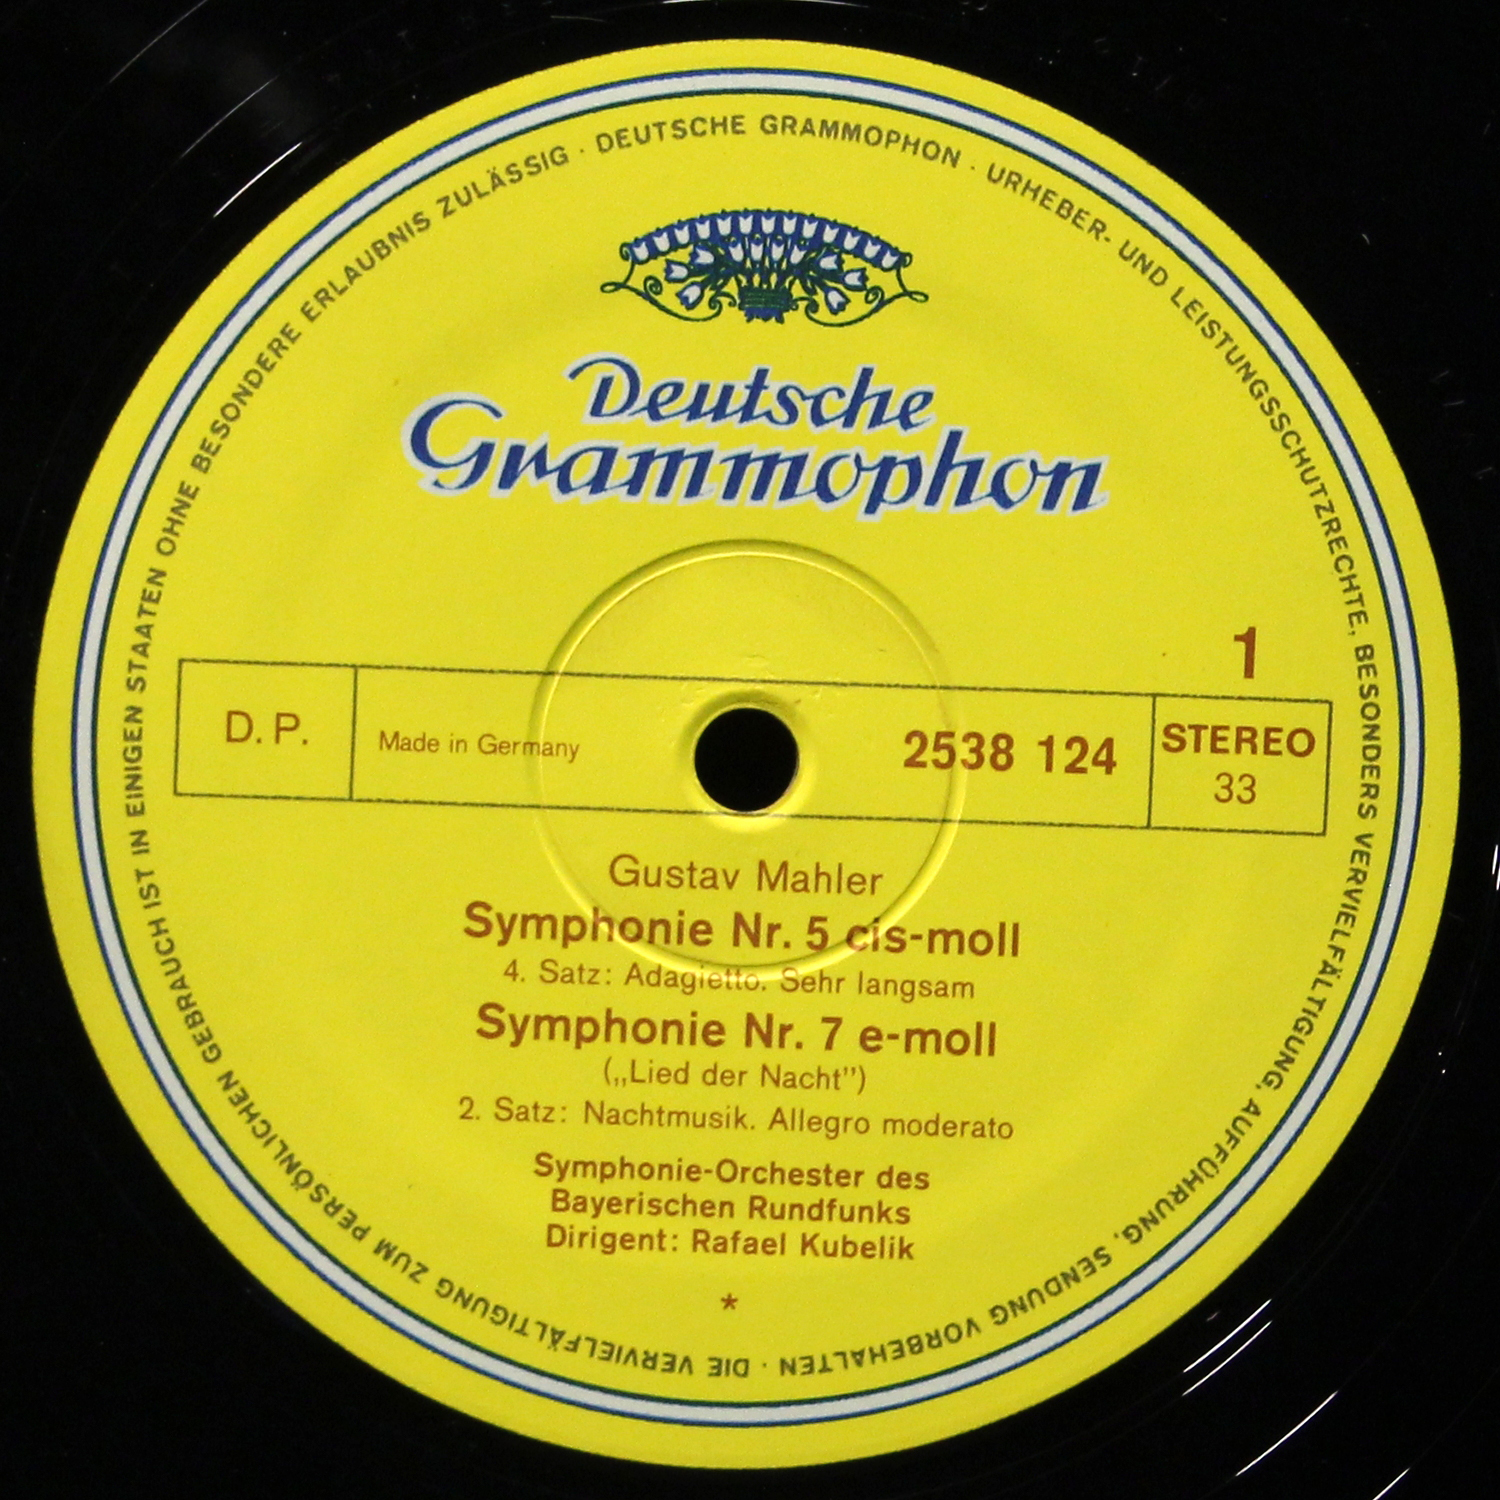 DEUTSCHE GRAMMOPHON · URHEBER- UND LEISTUNGSSCHUTZRECHTE, BESONDERS VERVIELFÄLTIGUNG, AUFFÜHRUNG, SENDUNG VORBEHALTEN · DIE VERVIELFÄLTIGUNG ZUM PERSÖNLICHEN GEBRAUCH IST IN EINIGEN STAATEN OHNE BESONDERE ERLAUBNIS ZULÄSSIG ·
Deutsche
Grammophon
1
D. P.
Made in Germany
2538 124
STEREO
33
Gustav Mahler
Symphonie Nr. 5 cis-moll
4. Satz: Adagietto. Sehr langsam
Symphonie Nr. 7 e-moll
(„Lied der Nacht”)
2. Satz: Nachtmusik. Allegro moderato
Symphonie-Orchester des
Bayerischen Rundfunks
Dirigent: Rafael Kubelik
*